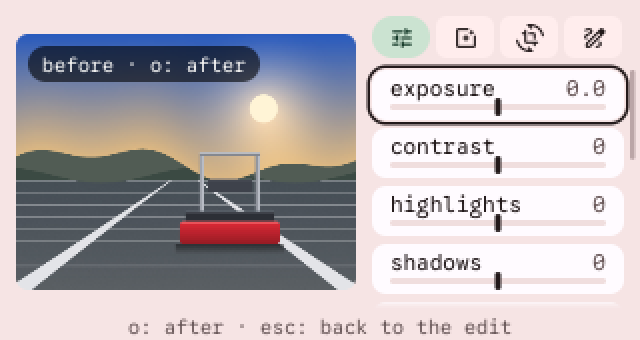 before · o: after
exposure 0.0
contrast 0
highlights 0
shadows 0
o: after · esc: back to the edit